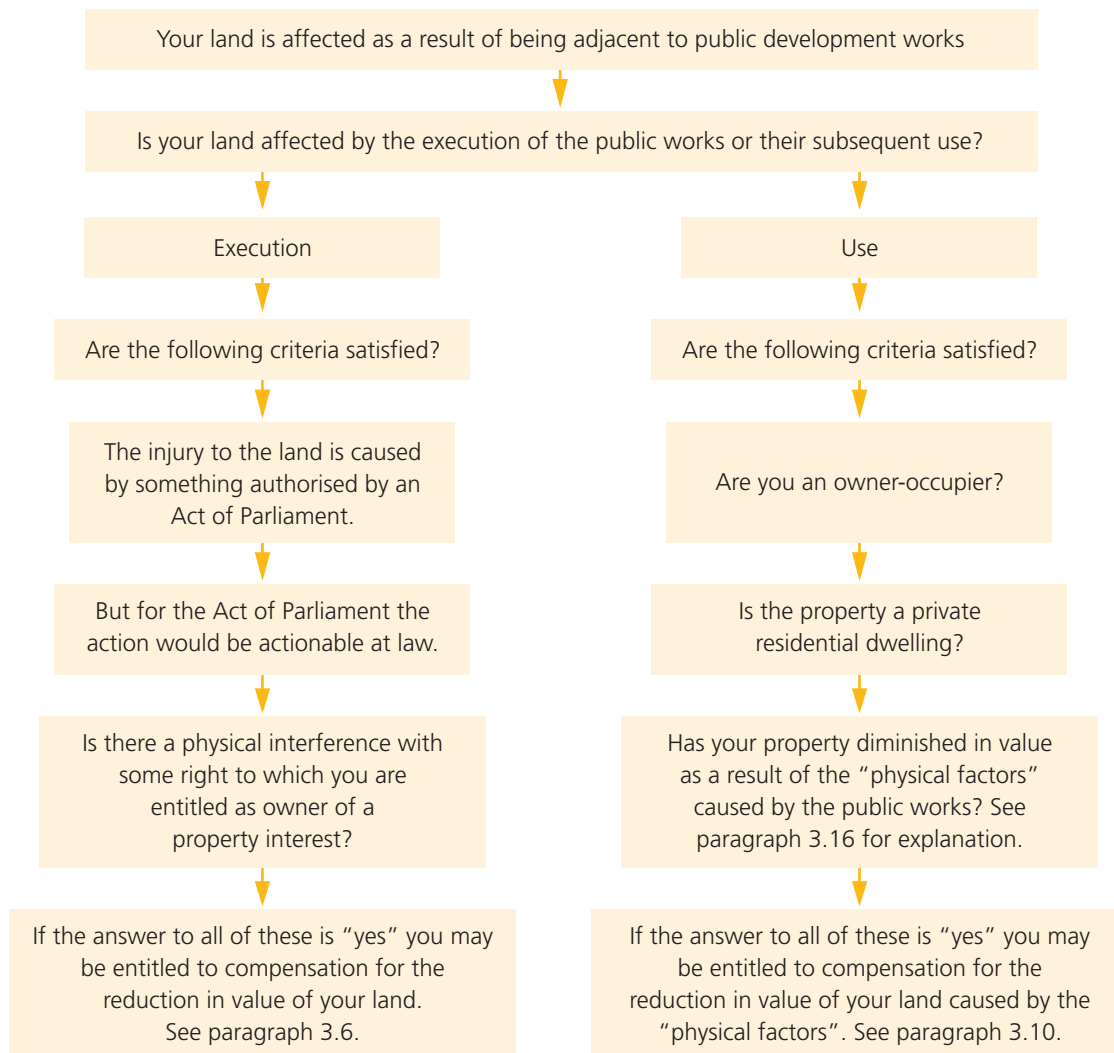 Your land is affected as a result of being adjacent to public development works
Is your land affected by the execution of the public works or their subsequent use?
Execution
Are the following criteria satisfied?
The injury to the land is caused
by something authorised by an
Act of Parliament.
But for the Act of Parliament the
action would be actionable at law.
Is there a physical interference with
some right to which you are
entitled as owner of a
property interest?
If the answer to all of these is “yes” you may
be entitled to compensation for the
reduction in value of your land.
See paragraph 3.6.
Use
Are the following criteria satisfied?
Are you an owner-occupier?
Is the property a private
residential dwelling?
Has your property diminished in value
as a result of the “physical factors”
caused by the public works? See
paragraph 3.16 for explanation.
If the answer to all of these is “yes” you may
be entitled to compensation for the
reduction in value of your land caused by the
“physical factors”. See paragraph 3.10.